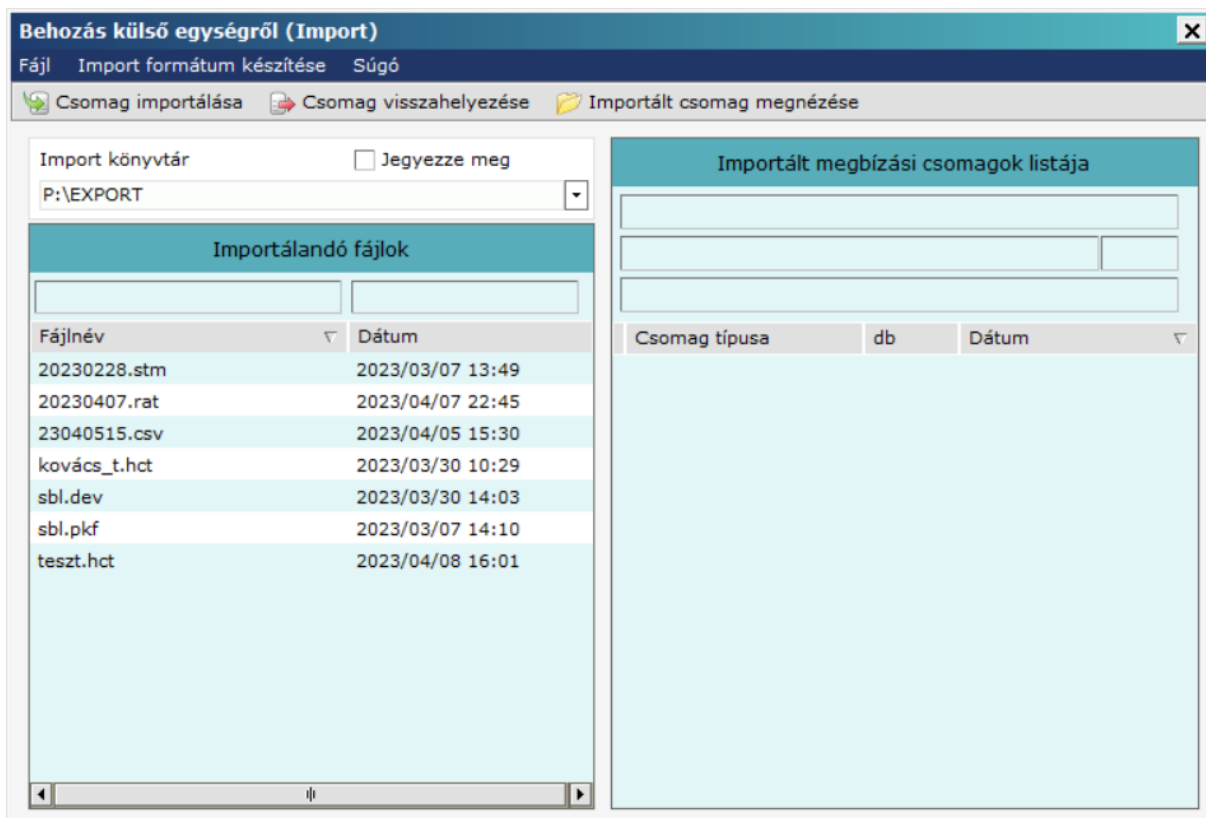 Behozás külső egységről (Import)
Fájl Import formátum készítése Súgó
Csomag importálása Csomag visszahelyezése Importált csomag megnézése
Import könyvtár Jegyezze meg
P:\EXPORT
Importálandó fájlok
Fájlnév Dátum
20230228.stm 2023/03/07 13:49
20230407.rat 2023/04/07 22:45
23040515.csv 2023/04/05 15:30
kovács_t.hct 2023/03/30 10:29
sbl.dev 2023/03/30 14:03
sbl.pkf 2023/03/07 14:10
teszt.hct 2023/04/08 16:01
Importált megbízási csomagok listája
Csomag típusa db Dátum